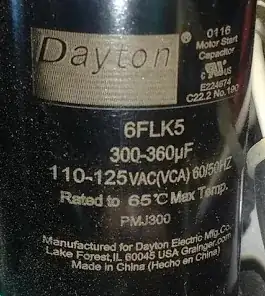 Dayton
0116
Motor Start
Capacitor
c UL us
E224674
C22.2 No.190
6FLK5
300-360µF
110-125VAC(VCA) 60/50HZ
Rated to 65°C Max Temp.
PMJ300
Manufactured for Dayton Electric Mfg.Co.
Lake Forest,IL 60045 USA Grainger.com
Made in China (Hecho en China)